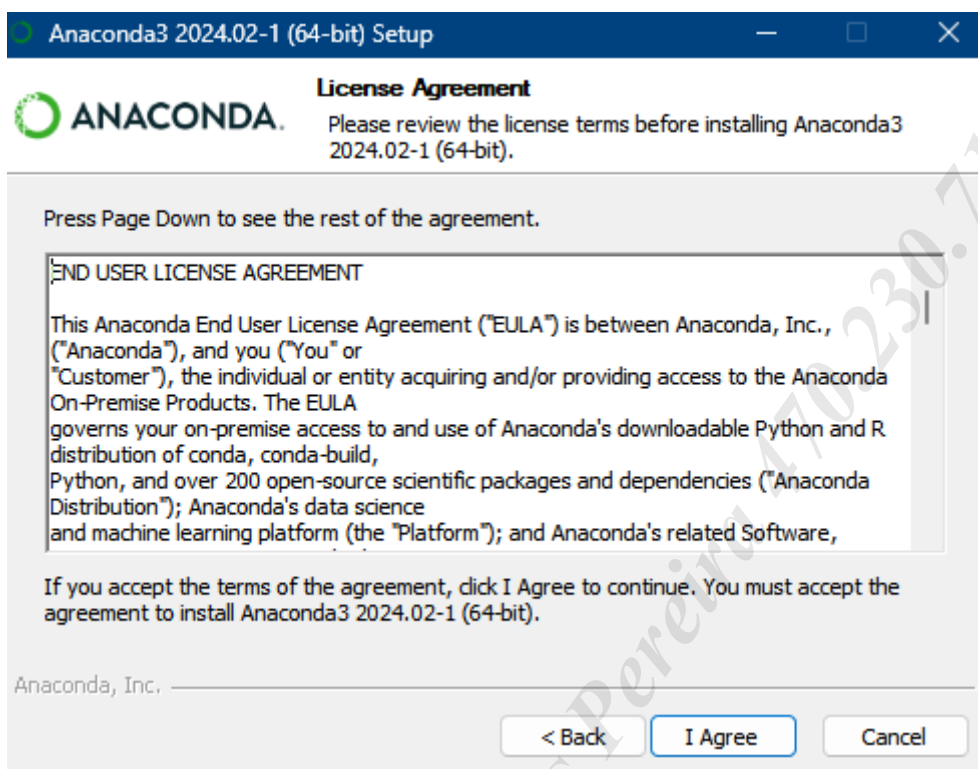 Anaconda3 2024.02-1 (64-bit) Setup
ANACONDA.
License Agreement
Please review the license terms before installing Anaconda3
2024.02-1 (64-bit).
Press Page Down to see the rest of the agreement.
END USER LICENSE AGREEMENT
This Anaconda End User License Agreement ("EULA") is between Anaconda, Inc.,
("Anaconda"), and you ("You" or
"Customer"), the individual or entity acquiring and/or providing access to the Anaconda
On-Premise Products. The EULA
governs your on-premise access to and use of Anaconda's downloadable Python and R
distribution of conda, conda-build,
Python, and over 200 open-source scientific packages and dependencies ("Anaconda
Distribution"); Anaconda's data science
and machine learning platform (the "Platform"); and Anaconda's related Software,
If you accept the terms of the agreement, click I Agree to continue. You must accept the
agreement to install Anaconda3 2024.02-1 (64-bit).
Anaconda, Inc.
< Back
I Agree
Cancel
Pereira 470.230.7